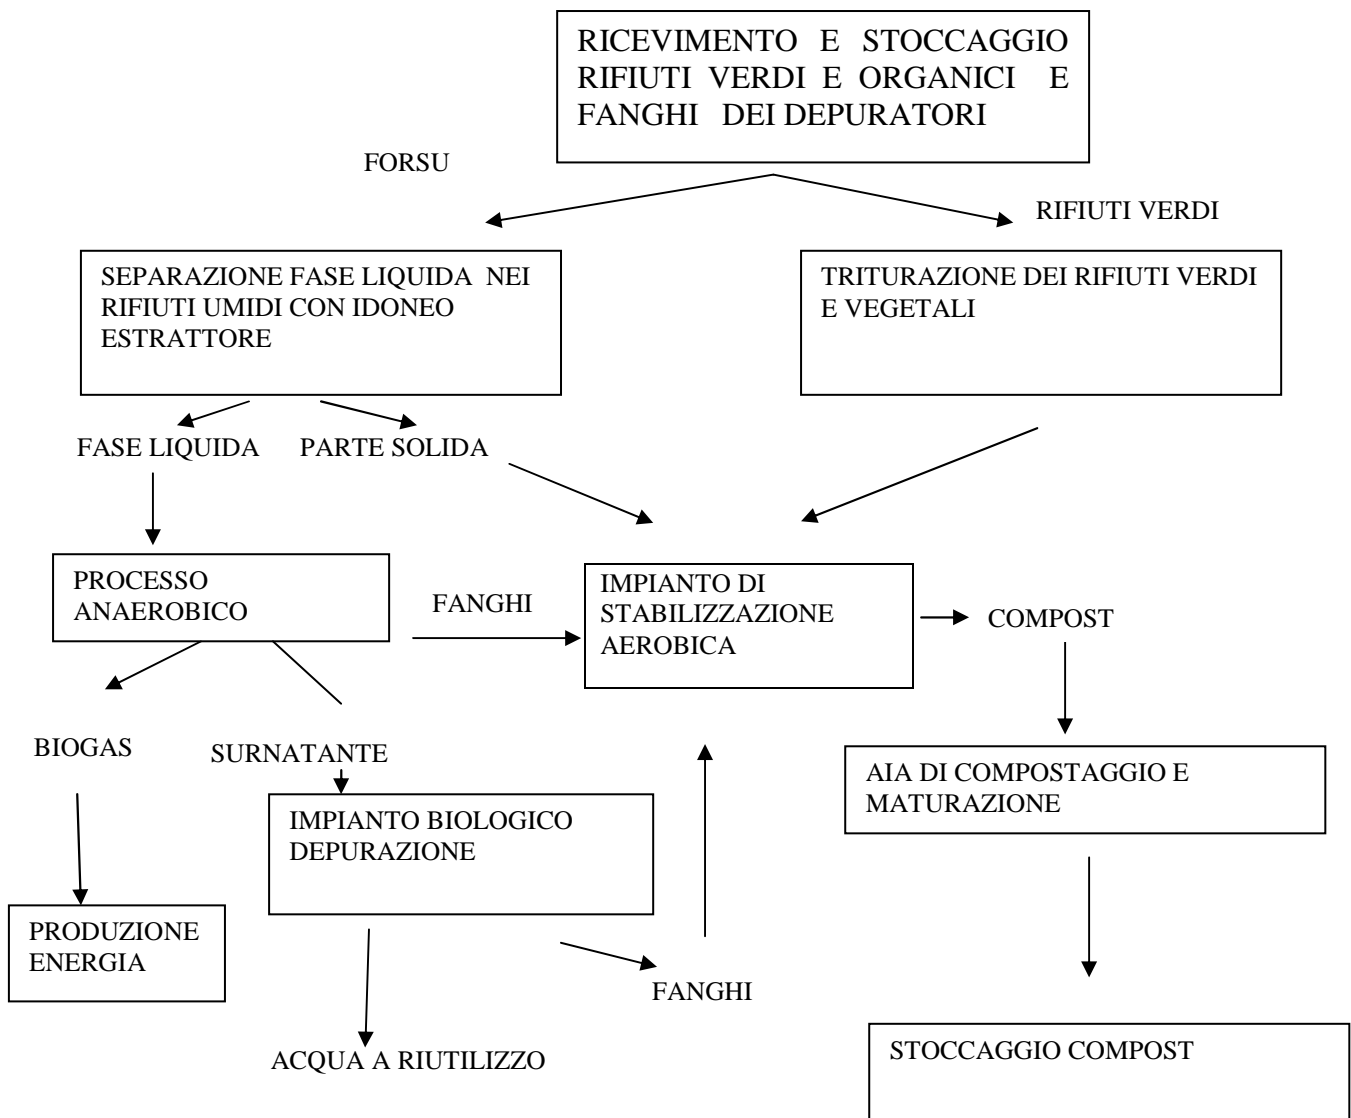 RICEVIMENTO E STOCCAGGIO
RIFIUTI VERDI E ORGANICI E
FANGHI DEI DEPURATORI
FORSU
RIFIUTI VERDI
SEPARAZIONE FASE LIQUIDA NEI
RIFIUTI UMIDI CON IDONEO
ESTRATTORE
TRITURAZIONE DEI RIFIUTI VERDI
E VEGETALI
FASE LIQUIDA
PARTE SOLIDA
PROCESSO
ANAEROBICO
FANGHI
IMPIANTO DI
STABILIZZAZIONE
AEROBICA
COMPOST
BIOGAS
SURNATANTE
AIA DI COMPOSTAGGIO E
MATURAZIONE
IMPIANTO BIOLOGICO
DEPURAZIONE
PRODUZIONE
ENERGIA
FANGHI
ACQUA A RIUTILIZZO
STOCCAGGIO COMPOST